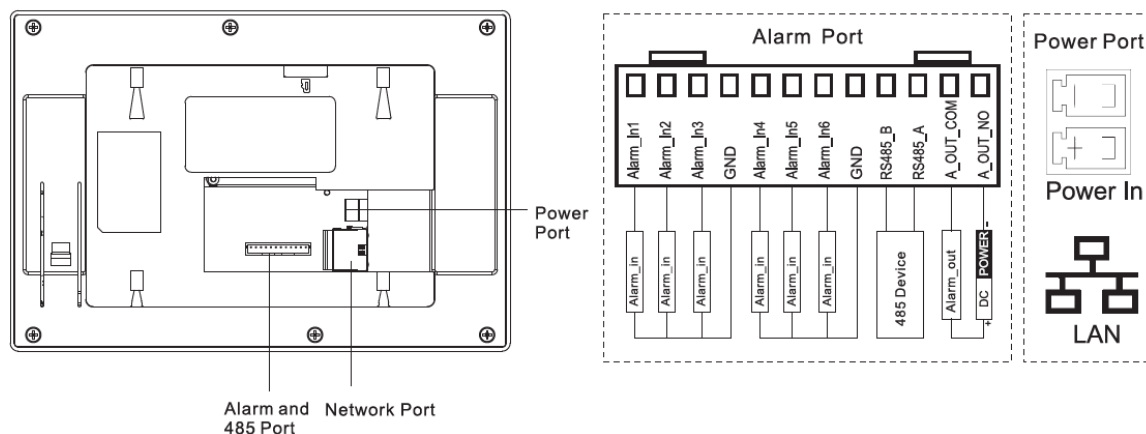 Power
Port
Alarm and
485 Port
Network Port
Alarm Port
Alarm_In1
Alarm_In2
Alarm_In3
GND
Alarm_In4
Alarm_In5
Alarm_In6
GND
RS485_B
RS485_A
A_OUT_COM
A_OUT_NO
Alarm_in
Alarm_in
Alarm_in
Alarm_in
Alarm_in
Alarm_in
485 Device
Alarm_out
+ DC POWER -
Power Port
Power In
LAN